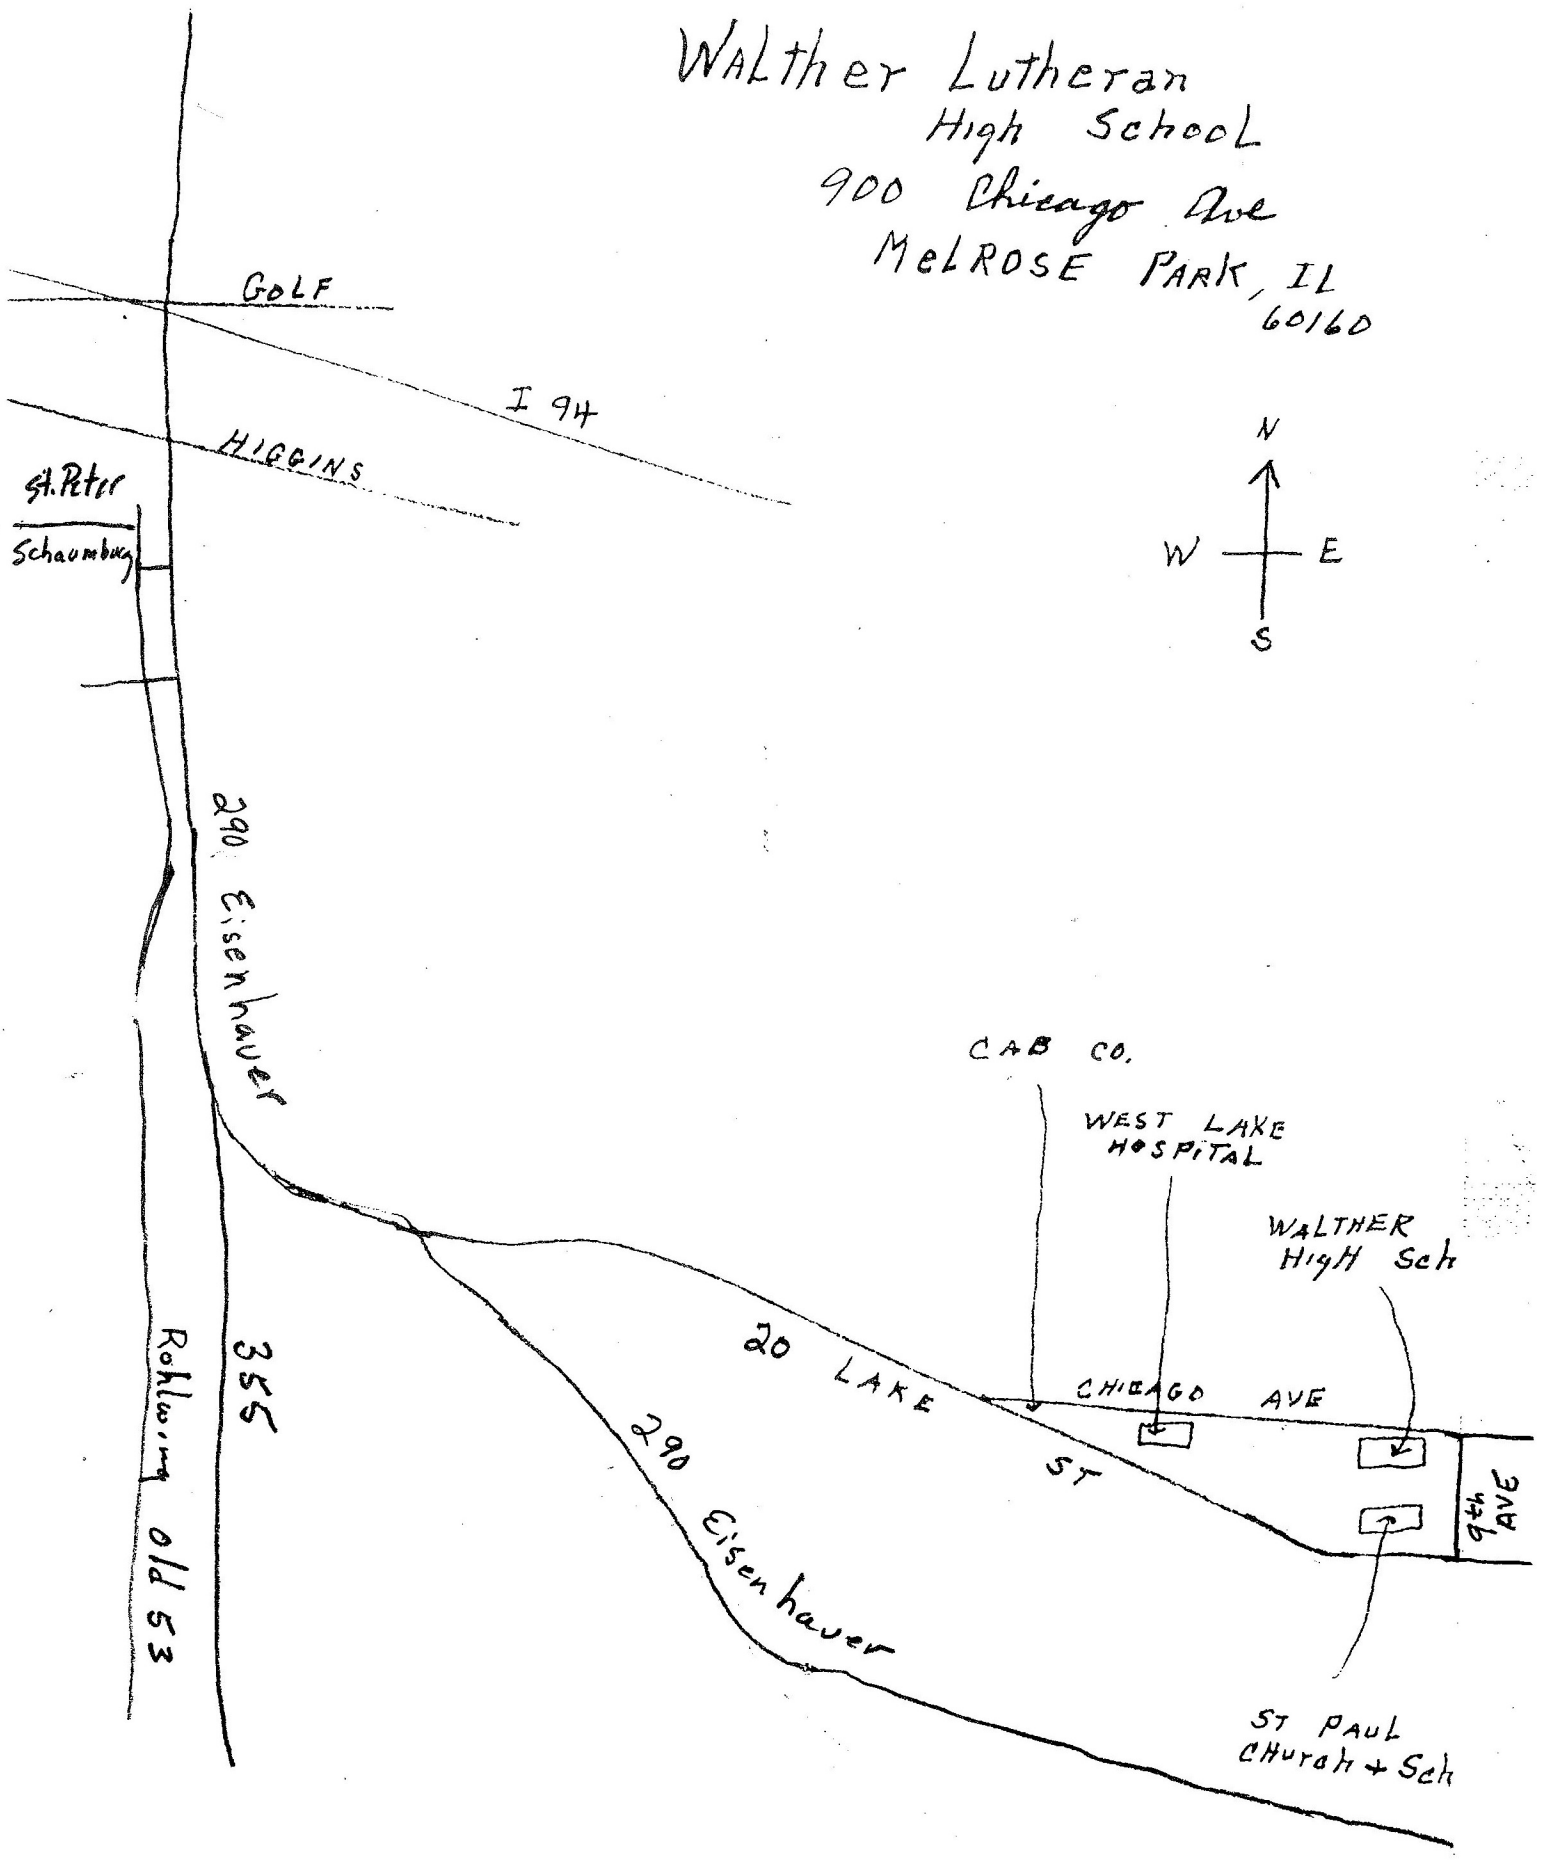 WALther Lutheran
High School
900 Chicago Ave
MeLROSE PARK, IL
60160
GOLF
I 94
HIGGINS
St. Peter
Schaumburg
N
W E
S
290 Eisenhauer
CAB CO.
WEST LAKE
HOSPITAL
WALTHER
HigH Sch
355
Rohlwing old 53
20 LAKE ST
CHICAGO AVE
290 Eisenhauer
9th
AVE
ST PAUL
CHurch + Sch